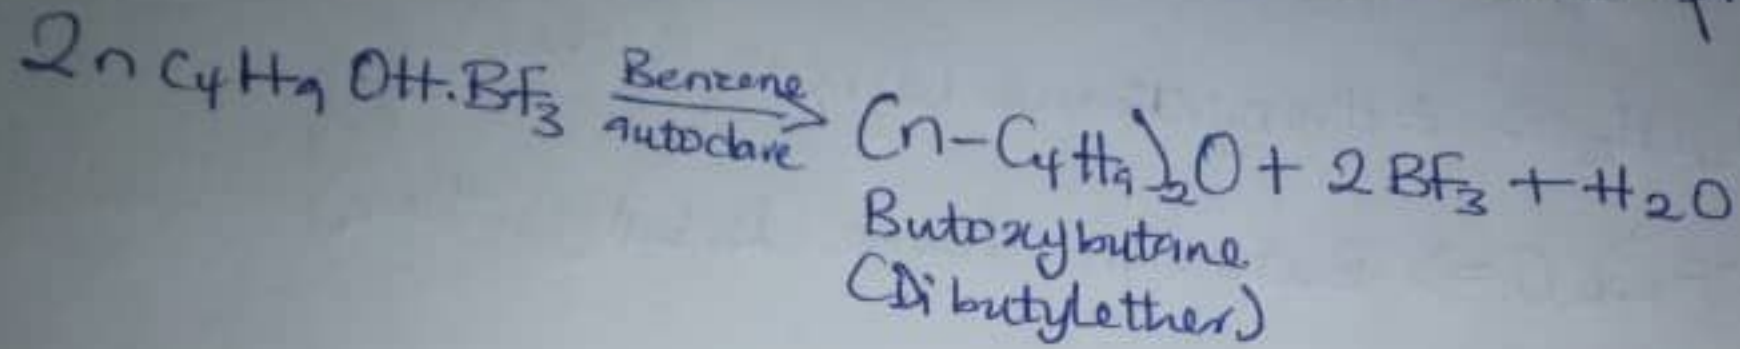 2n C₄H₉ OH.BF₃ Benzene
autoclave (n-C₄H₉)₂O + 2BF₃ + H₂O
Butoxybutane
(Dibutylether)